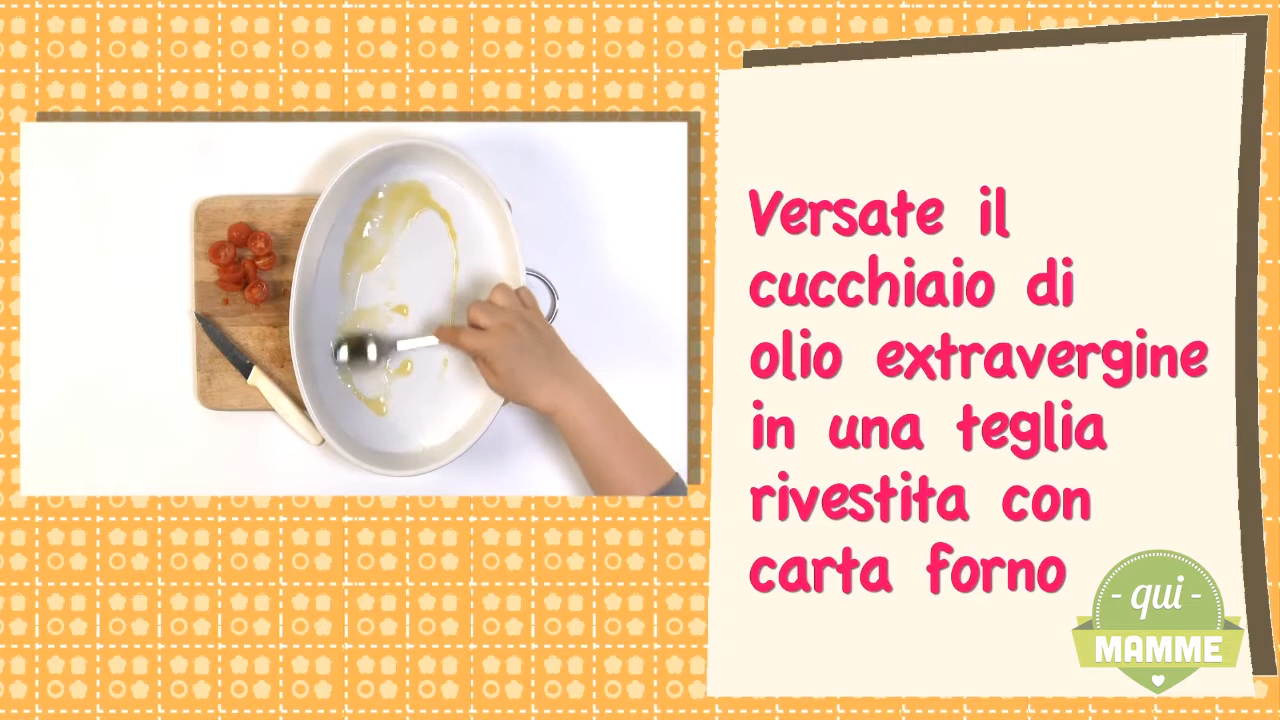 Versate il
cucchiaio di
olio extravergine
in una teglia
rivestita con
carta forno
- qui -
MAMME